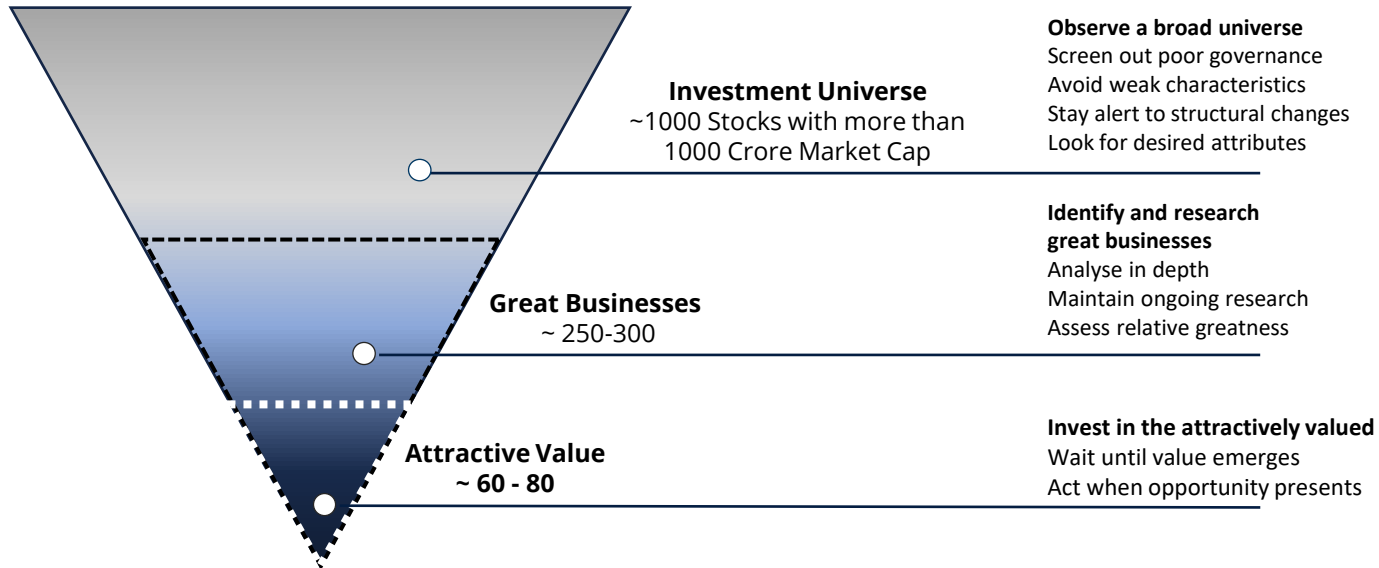 Investment Universe
~1000 Stocks with more than
1000 Crore Market Cap
Observe a broad universe
Screen out poor governance
Avoid weak characteristics
Stay alert to structural changes
Look for desired attributes
Great Businesses
~ 250-300
Identify and research
great businesses
Analyse in depth
Maintain ongoing research
Assess relative greatness
Attractive Value
~ 60 - 80
Invest in the attractively valued
Wait until value emerges
Act when opportunity presents